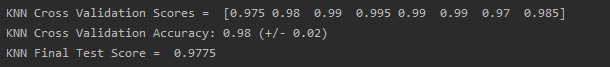 KNN Cross Validation Scores =  [0.975 0.98  0.99  0.995 0.99  0.99  0.97  0.985]
KNN Cross Validation Accuracy: 0.98 (+/- 0.02)
KNN Final Test Score =  0.9775